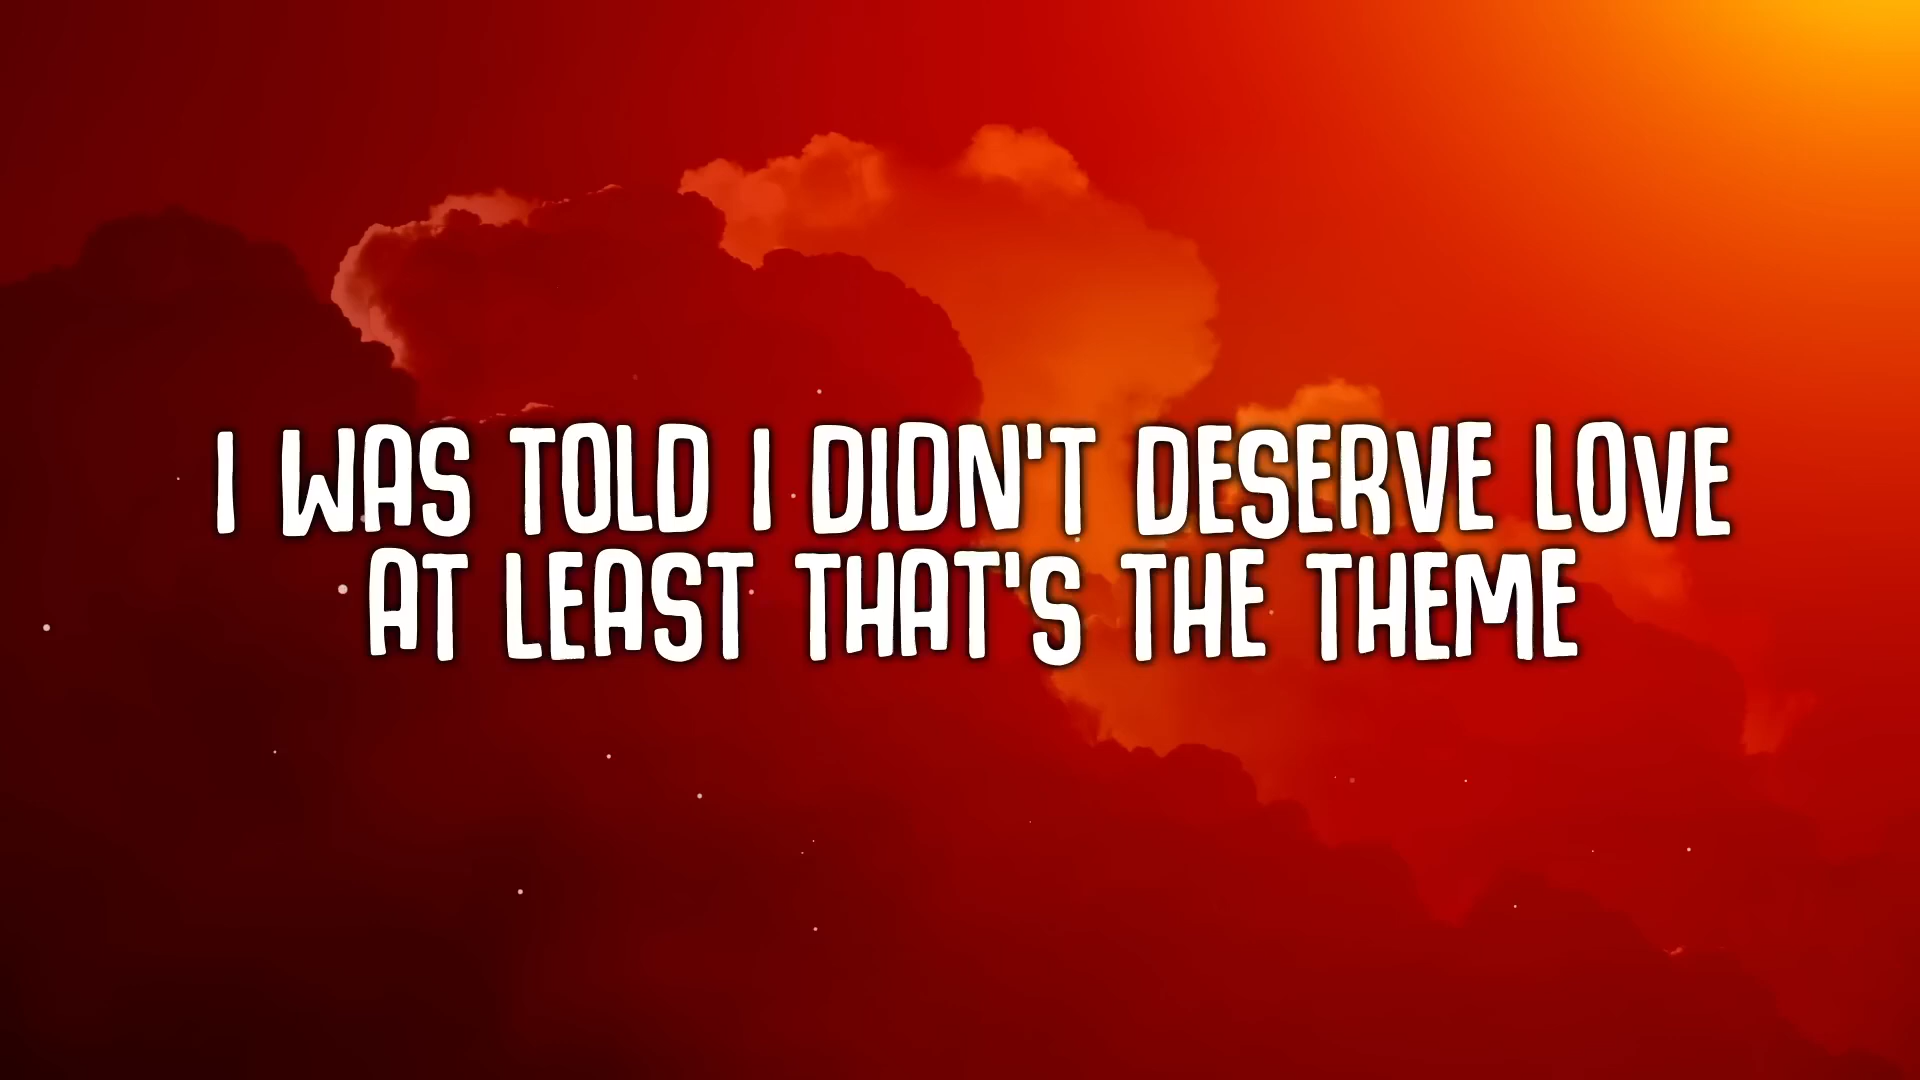 I WAS TOLD I DIDN'T DESERVE LOVE
AT LEAST THAT'S THE THEME